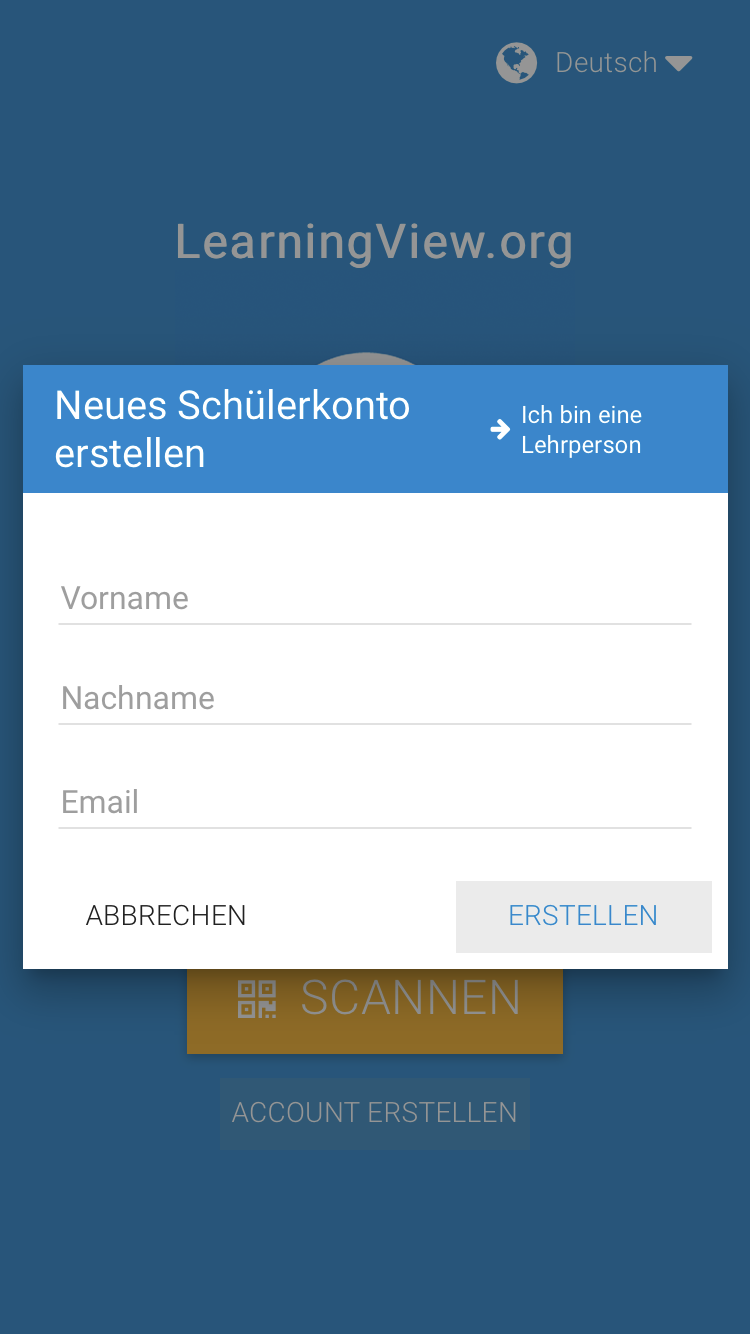 Deutsch
LearningView.org
Neues Schülerkonto
erstellen
Ich bin eine
Lehrperson
Vorname
Nachname
Email
ABBRECHEN
ERSTELLEN
SCANNEN
ACCOUNT ERSTELLEN